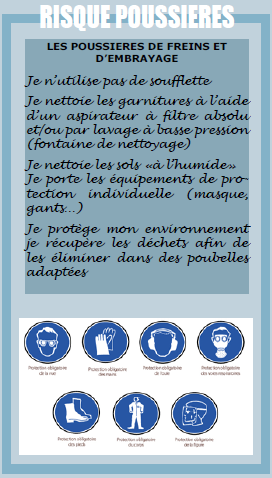 RISQUE POUSSIERES
LES POUSSIERES DE FREINS ET
D'EMBRAYAGE
Je n'utilise pas de soufflette
Je nettoie les garnitures à l'aide
d'un aspirateur à filtre absolu
et/ou par lavage à basse pression
(fontaine de nettoyage)
Je nettoie les sols «à l'humide»
Je porte les équipements de pro-
tection individuelle (masque,
gants...)
Je protège mon environnement
je récupère les déchets afin de
les éliminer dans des poubelles
adaptées
Protection obligatoire
de la vue
Protection obligatoire
des mains
Protection obligatoire
de l'ouïe
Protection obligatoire
des voies respiratoires
Protection obligatoire
des pieds
Protection obligatoire
du corps
Protection obligatoire
de la figure